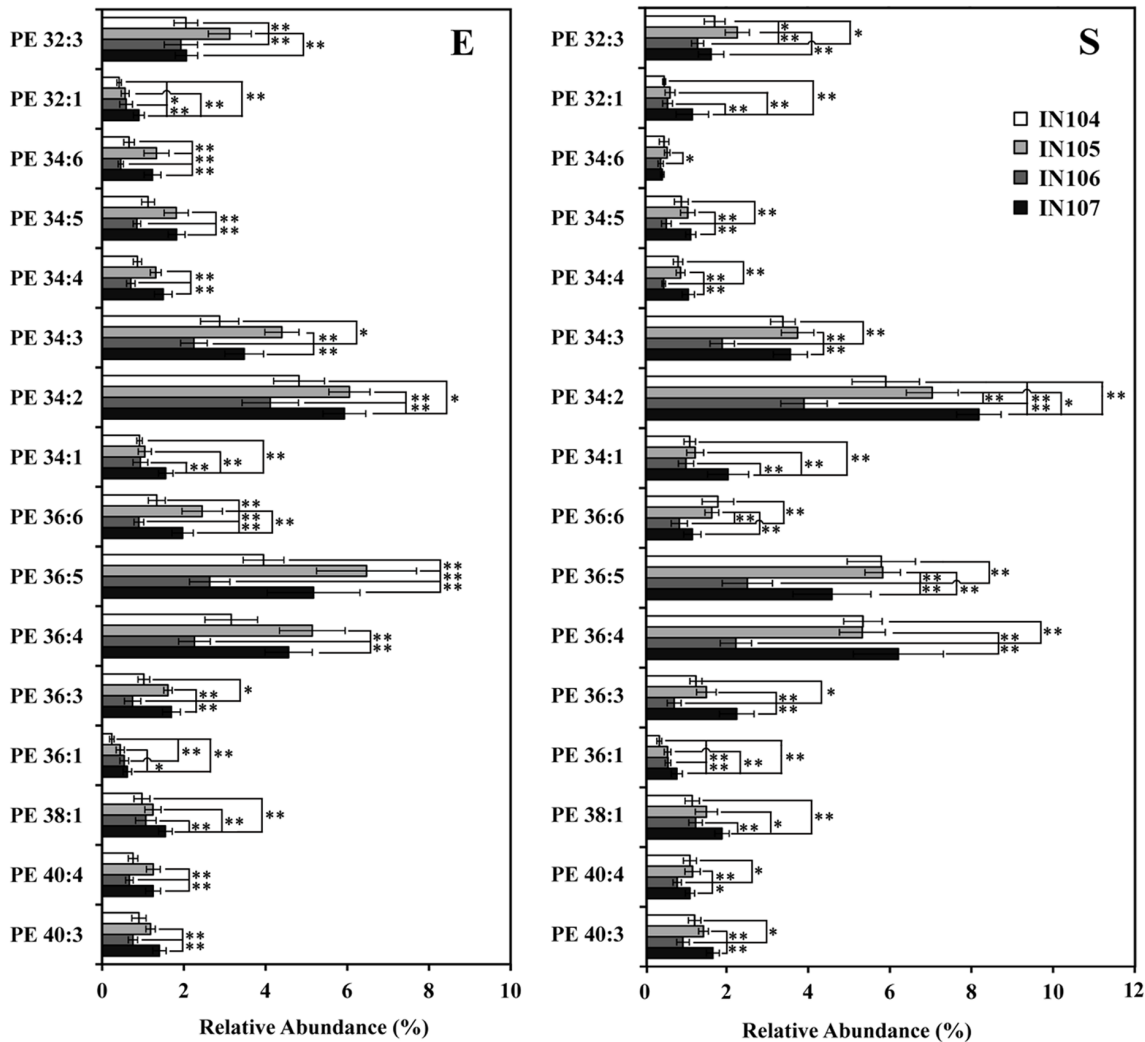 E
PE 32:3
**
**
**
PE 32:1
*
**
**
**
PE 34:6
**
**
**
PE 34:5
**
**
PE 34:4
**
**
PE 34:3
*
**
**
PE 34:2
**
*
**
PE 34:1
**
**
**
PE 36:6
**
**
**
**
PE 36:5
**
**
**
PE 36:4
**
**
PE 36:3
*
**
**
PE 36:1
**
**
*
PE 38:1
**
**
**
PE 40:4
**
**
PE 40:3
**
**
0 2 4 6 8 10
Relative Abundance (%)
S
IN104
IN105
IN106
IN107
PE 32:3
*
*
**
**
PE 32:1
**
**
**
PE 34:6
*
PE 34:5
**
**
**
PE 34:4
**
**
**
PE 34:3
**
**
**
PE 34:2
**
**
**
**
*
PE 34:1
**
**
**
PE 36:6
**
**
**
PE 36:5
**
**
**
**
PE 36:4
**
**
**
PE 36:3
*
**
**
PE 36:1
**
**
**
**
PE 38:1
**
**
*
PE 40:4
*
**
*
PE 40:3
*
**
**
0 2 4 6 8 10 12
Relative Abundance (%)